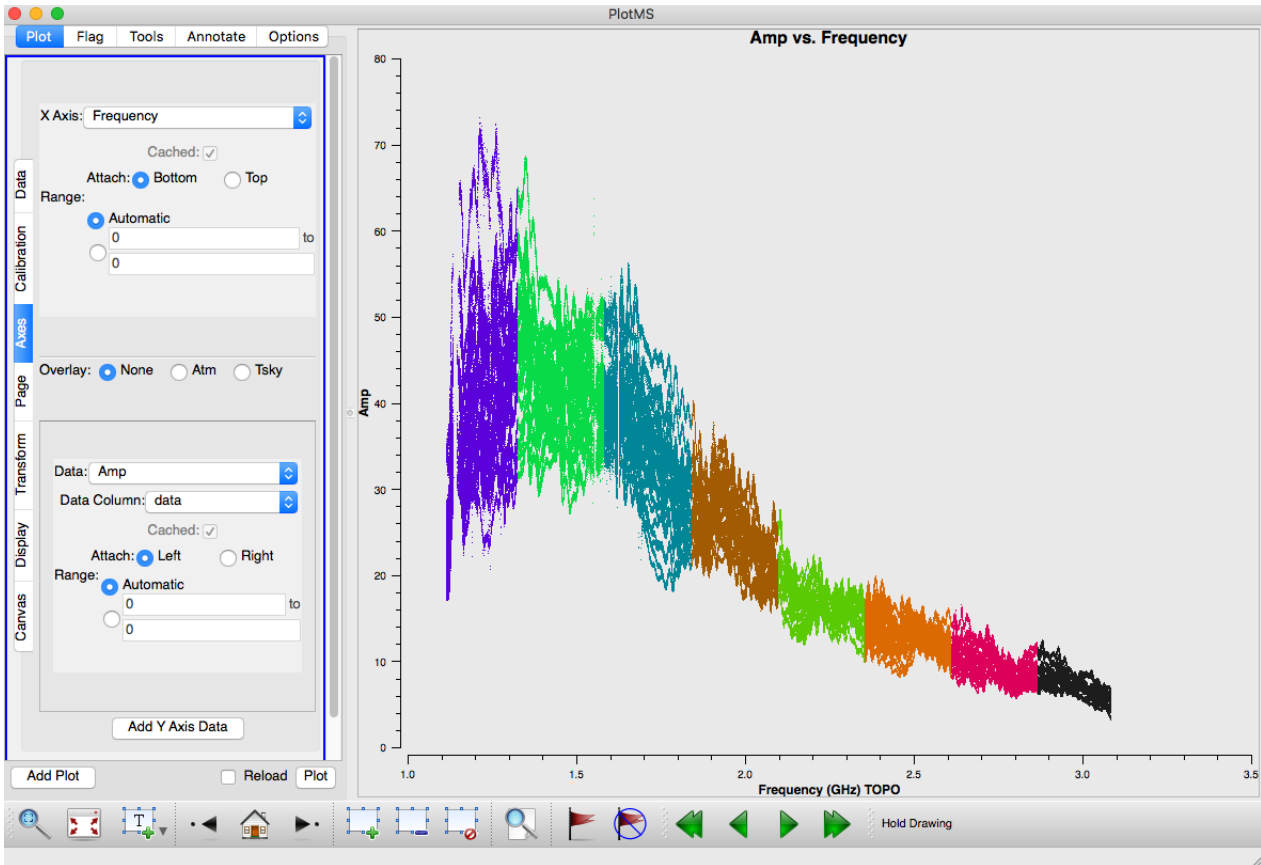 PlotMS
Plot Flag Tools Annotate Options
X Axis: Frequency
Cached:
Attach: Bottom Top
Range:
Automatic
0 to
0
Overlay: None Atm Tsky
Data: Amp
Data Column: data
Cached:
Attach: Left Right
Range:
Automatic
0 to
0
Add Y Axis Data
Data
Calibration
Axes
Page
Transform
Display
Canvas
Add Plot Reload Plot
Amp vs. Frequency
80
70
60
50
40
30
20
10
0
Amp
1.0 1.5 2.0 2.5 3.0 3.5
Frequency (GHz) TOPO
T
Hold Drawing